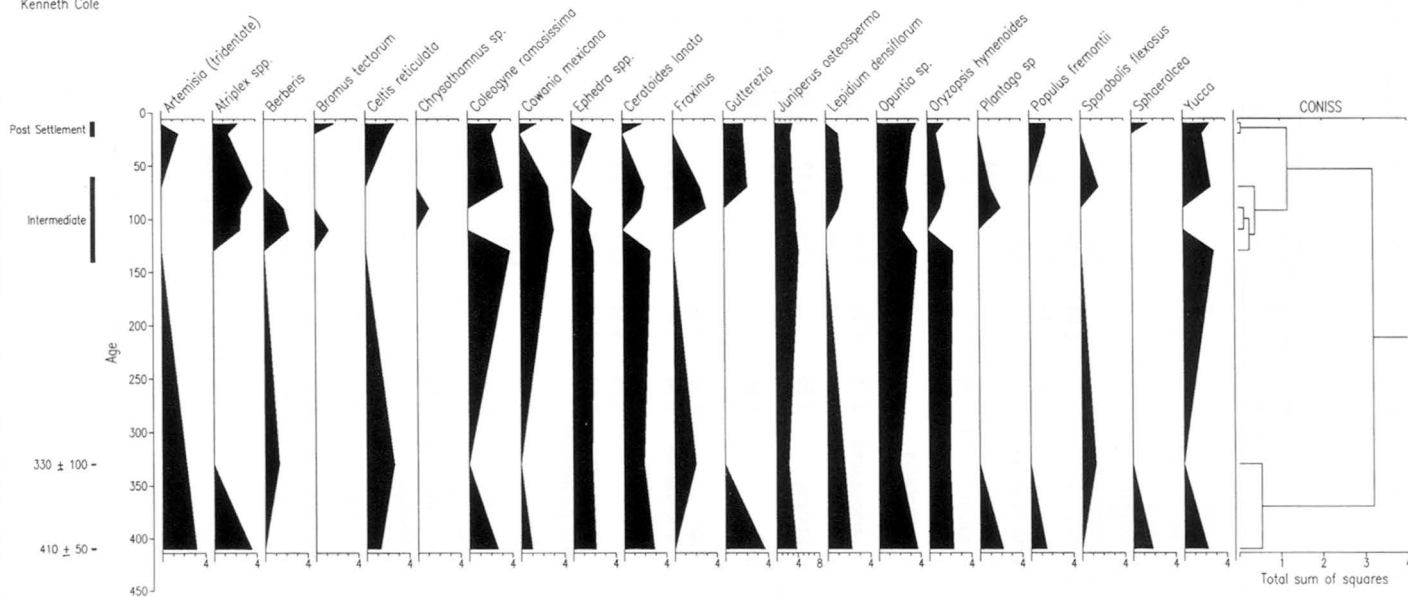 Kenneth Cole
Artemisia (tridentate)
Atriplex spp.
Berberis
Bromus tectorum
Celtis reticulata
Chrysothamnus sp.
Coleogyne ramosissima
Cowania mexicana
Ephedra spp.
Ceratoides lanata
Fraxinus
Gutterezia
Juniperus osteosperma
Lepidium densiflorum
Opuntia sp.
Oryzopsis hymenoides
Plantago sp
Populus fremontii
Sporobolis flexosus
Sphaeralcea
Yucca
CONISS
Post Settlement
Intermediate
330 ± 100
410 ± 50
Age
0
50
100
150
200
250
300
350
400
450
4 4 4 4 4 4 4 4 4 4 4 4 4 8 4 4 4 4 4 4 4 4
1 2 3 4
Total sum of squares